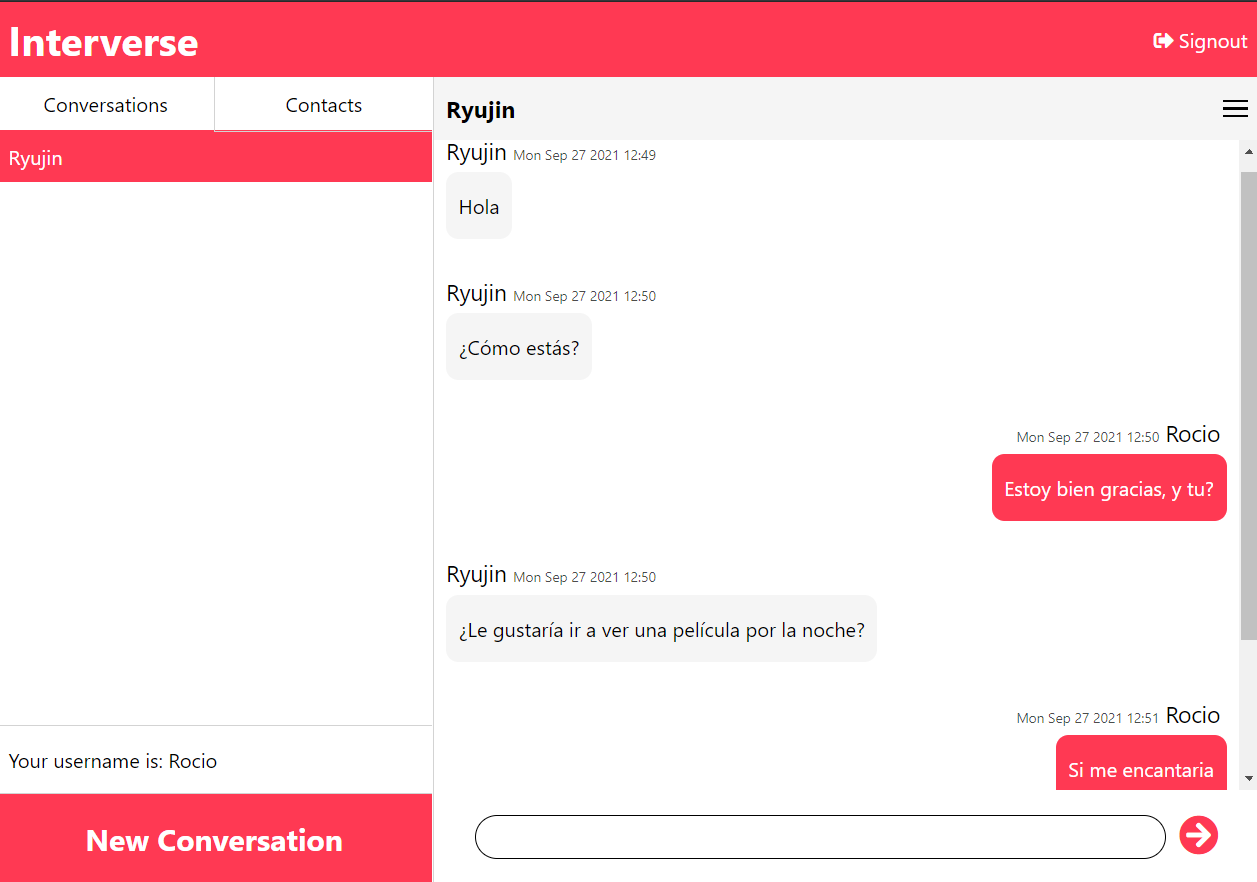 Interverse
Signout
Conversations
Contacts
Ryujin
Your username is: Rocio
New Conversation
Ryujin
Ryujin Mon Sep 27 2021 12:49
Hola
Ryujin Mon Sep 27 2021 12:50
¿Cómo estás?
Mon Sep 27 2021 12:50 Rocio
Estoy bien gracias, y tu?
Ryujin Mon Sep 27 2021 12:50
¿Le gustaría ir a ver una película por la noche?
Mon Sep 27 2021 12:51 Rocio
Si me encantaria